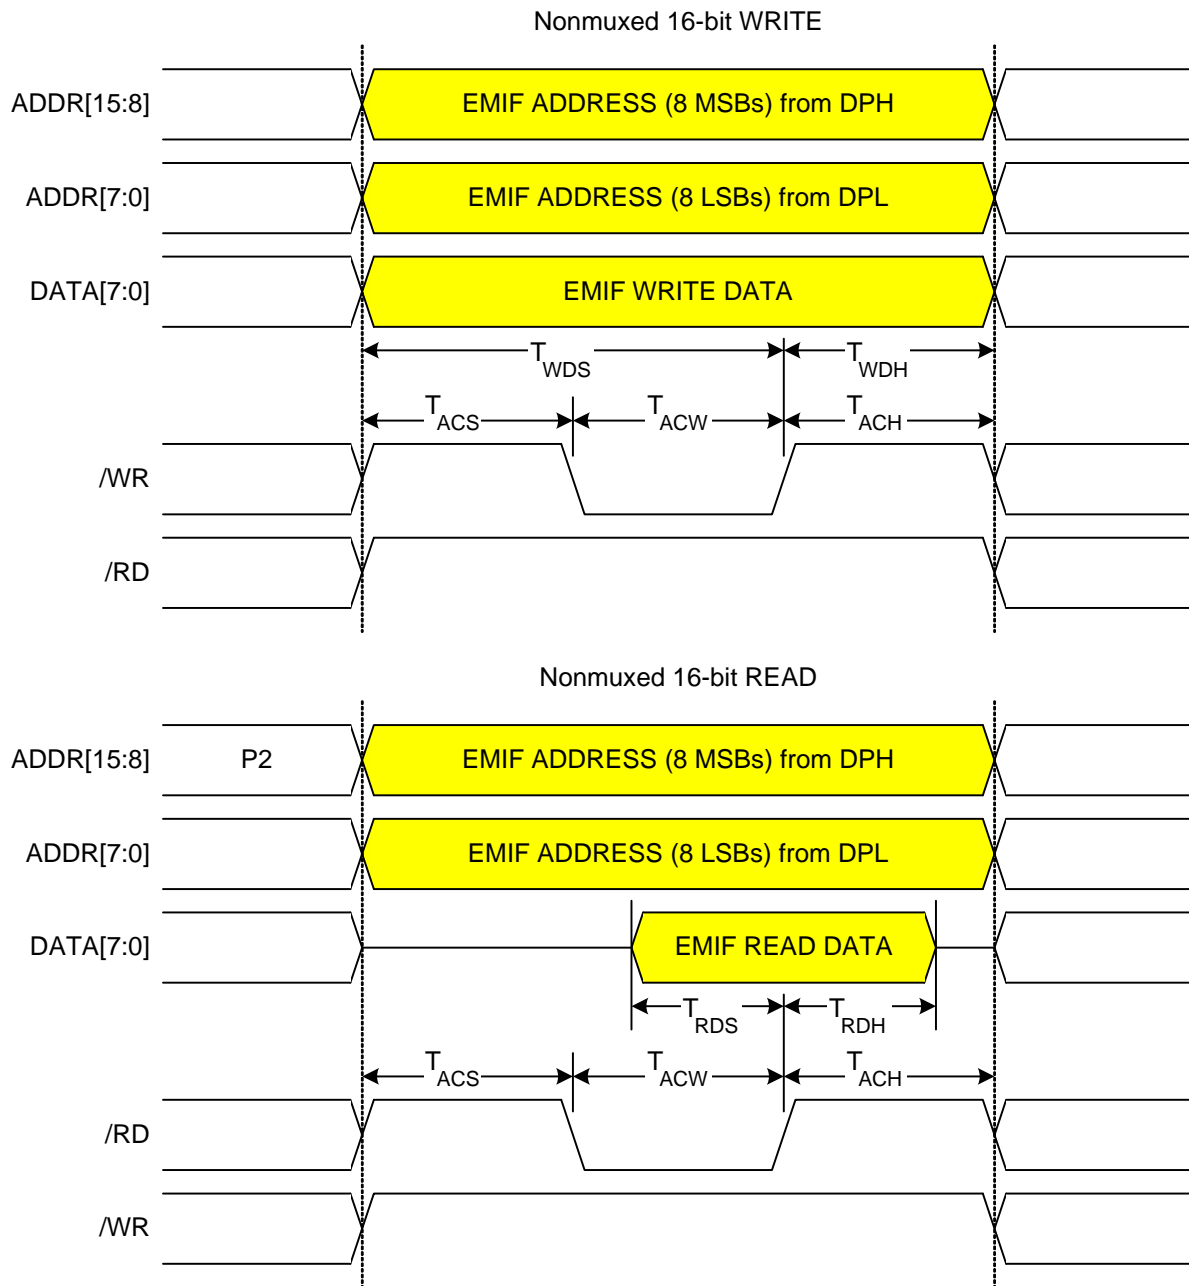 Nonmuxed 16-bit WRITE
ADDR[15:8] EMIF ADDRESS (8 MSBs) from DPH
ADDR[7:0] EMIF ADDRESS (8 LSBs) from DPL
DATA[7:0] EMIF WRITE DATA
TWDS TWDH
TACS TACW TACH
/WR
/RD
Nonmuxed 16-bit READ
ADDR[15:8] P2 EMIF ADDRESS (8 MSBs) from DPH
ADDR[7:0] EMIF ADDRESS (8 LSBs) from DPL
DATA[7:0] EMIF READ DATA
TRDS TRDH
TACS TACW TACH
/RD
/WR